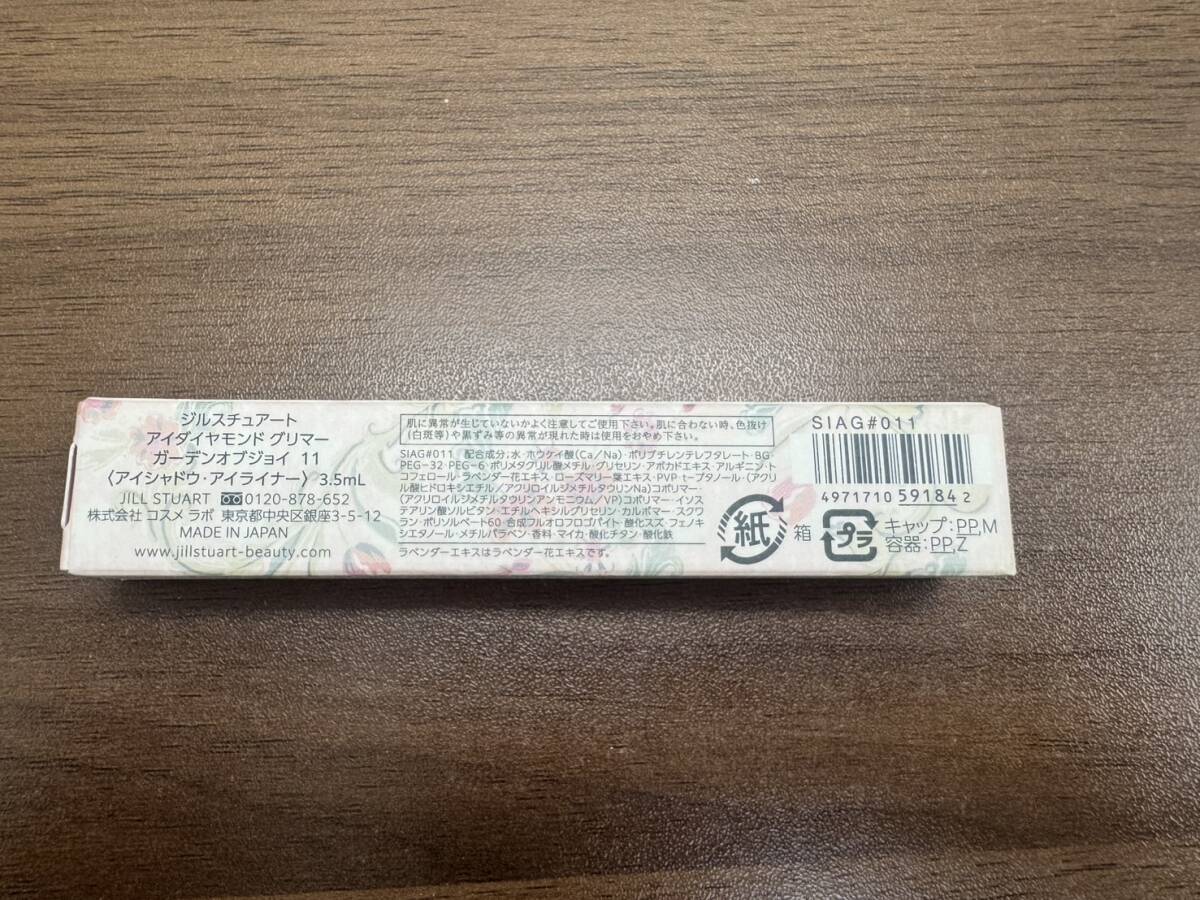 ジルスチュアート
アイダイヤモンド グリマー
ガーデンオブジョイ 11
〈アイシャドウ・アイライナー〉 3.5mL
JILL STUART 0120-878-652
株式会社 コスメ ラボ 東京都中央区銀座3-5-12
MADE IN JAPAN
www.jillstuart-beauty.com
肌に異常が生じていないかよく注意してご使用下さい。肌に合わない時、色抜け
(白斑等)や黒ずみ等の異常が現れた時は使用をおやめ下さい。
SIAG#011 配合成分:水・ホウケイ酸(Ca/Na)・ポリブチレンテレフタレート・BG・
PEG-32・PEG-6・ポリメタクリル酸メチル・グリセリン・アボカドエキス・アルギニン・ト
コフェロール・ラベンダー花エキス・ローズマリー葉エキス・PVP・t-ブタノール・(アクリ
ル酸ヒドロキシエチル/アクリロイルジメチルタウリンNa)コポリマー・
(アクリロイルジメチルタウリンアンモニウム/VP)コポリマー・イソス
テアリン酸ソルビタン・エチルヘキシルグリセリン・カルボマー・スクワ
ラン・ポリソルベート60・合成フルオロフロゴパイト・酸化スズ・フェノキ
シエタノール・メチルパラベン・香料・マイカ・酸化チタン・酸化鉄
ラベンダーエキスはラベンダー花エキスです。
SIAG#011
4971710 59184 2
紙 箱
プラ
キャップ:PP,M
容器:PP,Z